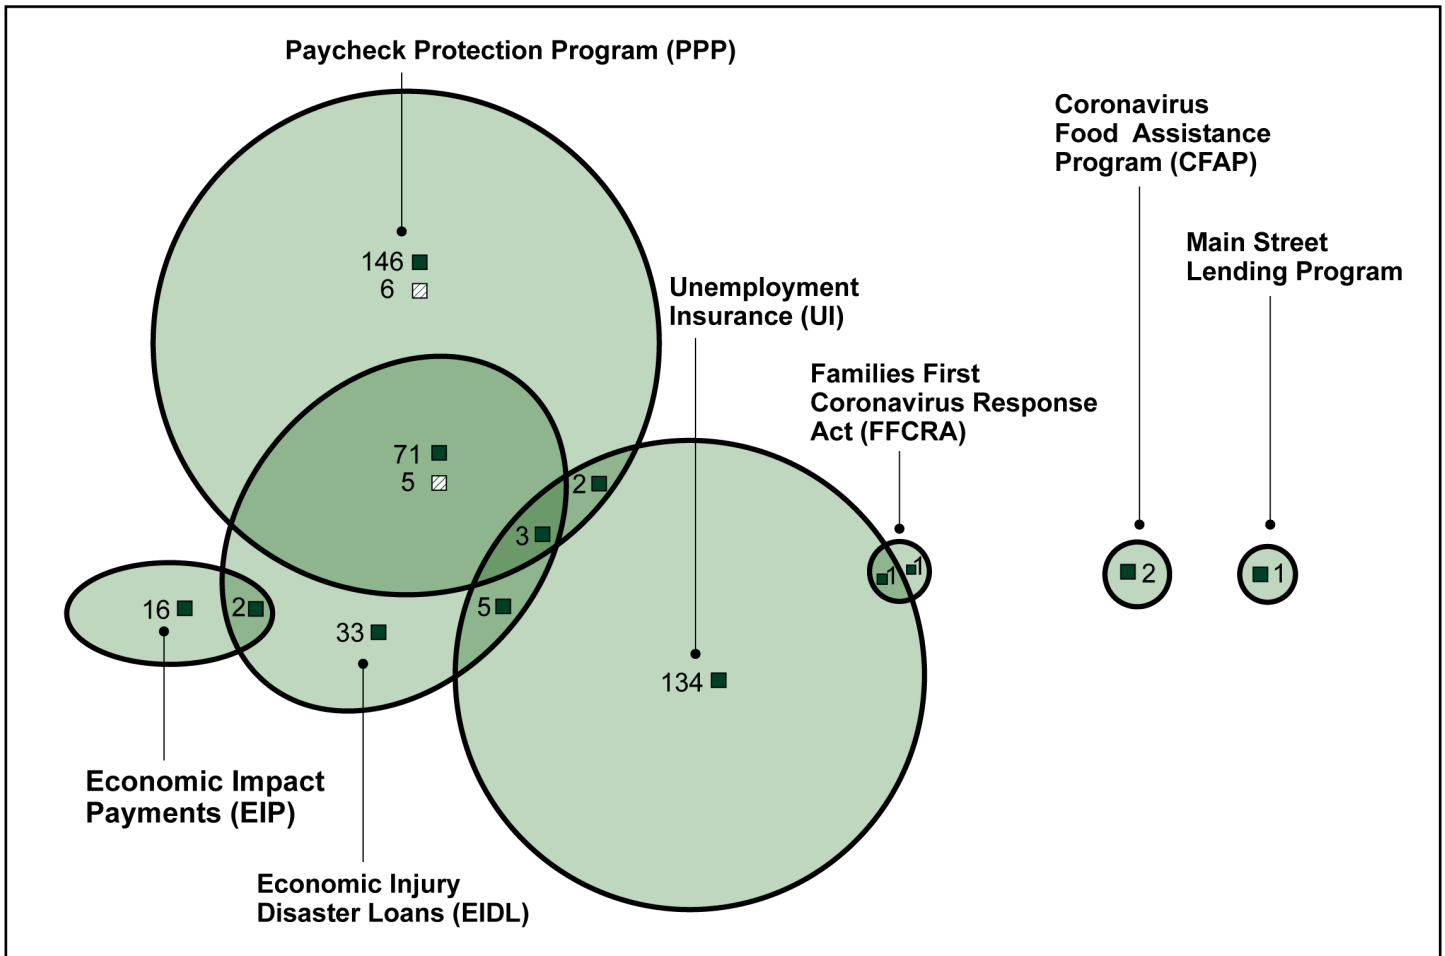 Paycheck Protection Program (PPP)
Coronavirus
Food Assistance
Program (CFAP)
Main Street
Lending Program
146
6
Unemployment
Insurance (UI)
Families First
Coronavirus Response
Act (FFCRA)
71
5
2
3
1
1
2
1
16
2
33
5
134
Economic Impact
Payments (EIP)
Economic Injury
Disaster Loans (EIDL)